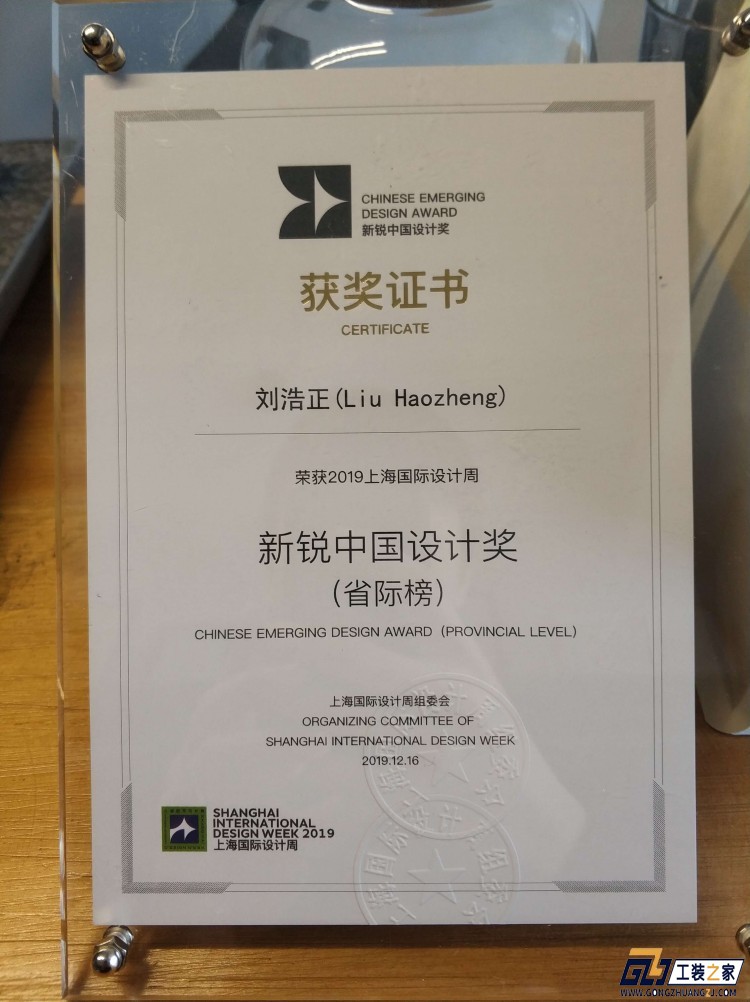 CHINESE EMERGING
DESIGN AWARD
新锐中国设计奖
获奖证书
CERTIFICATE
刘浩正(Liu Haozheng)
荣获2019上海国际设计周
新锐中国设计奖
(省际榜)
CHINESE EMERGING DESIGN AWARD (PROVINCIAL LEVEL)
上海国际设计周组委会
ORGANIZING COMMITTEE OF
SHANGHAI INTERNATIONAL DESIGN WEEK
2019.12.16
SHANGHAI
INTERNATIONAL
DESIGN WEEK 2019
上海国际设计周
工装之家
WWW.GONGZHUANGZJ.COM